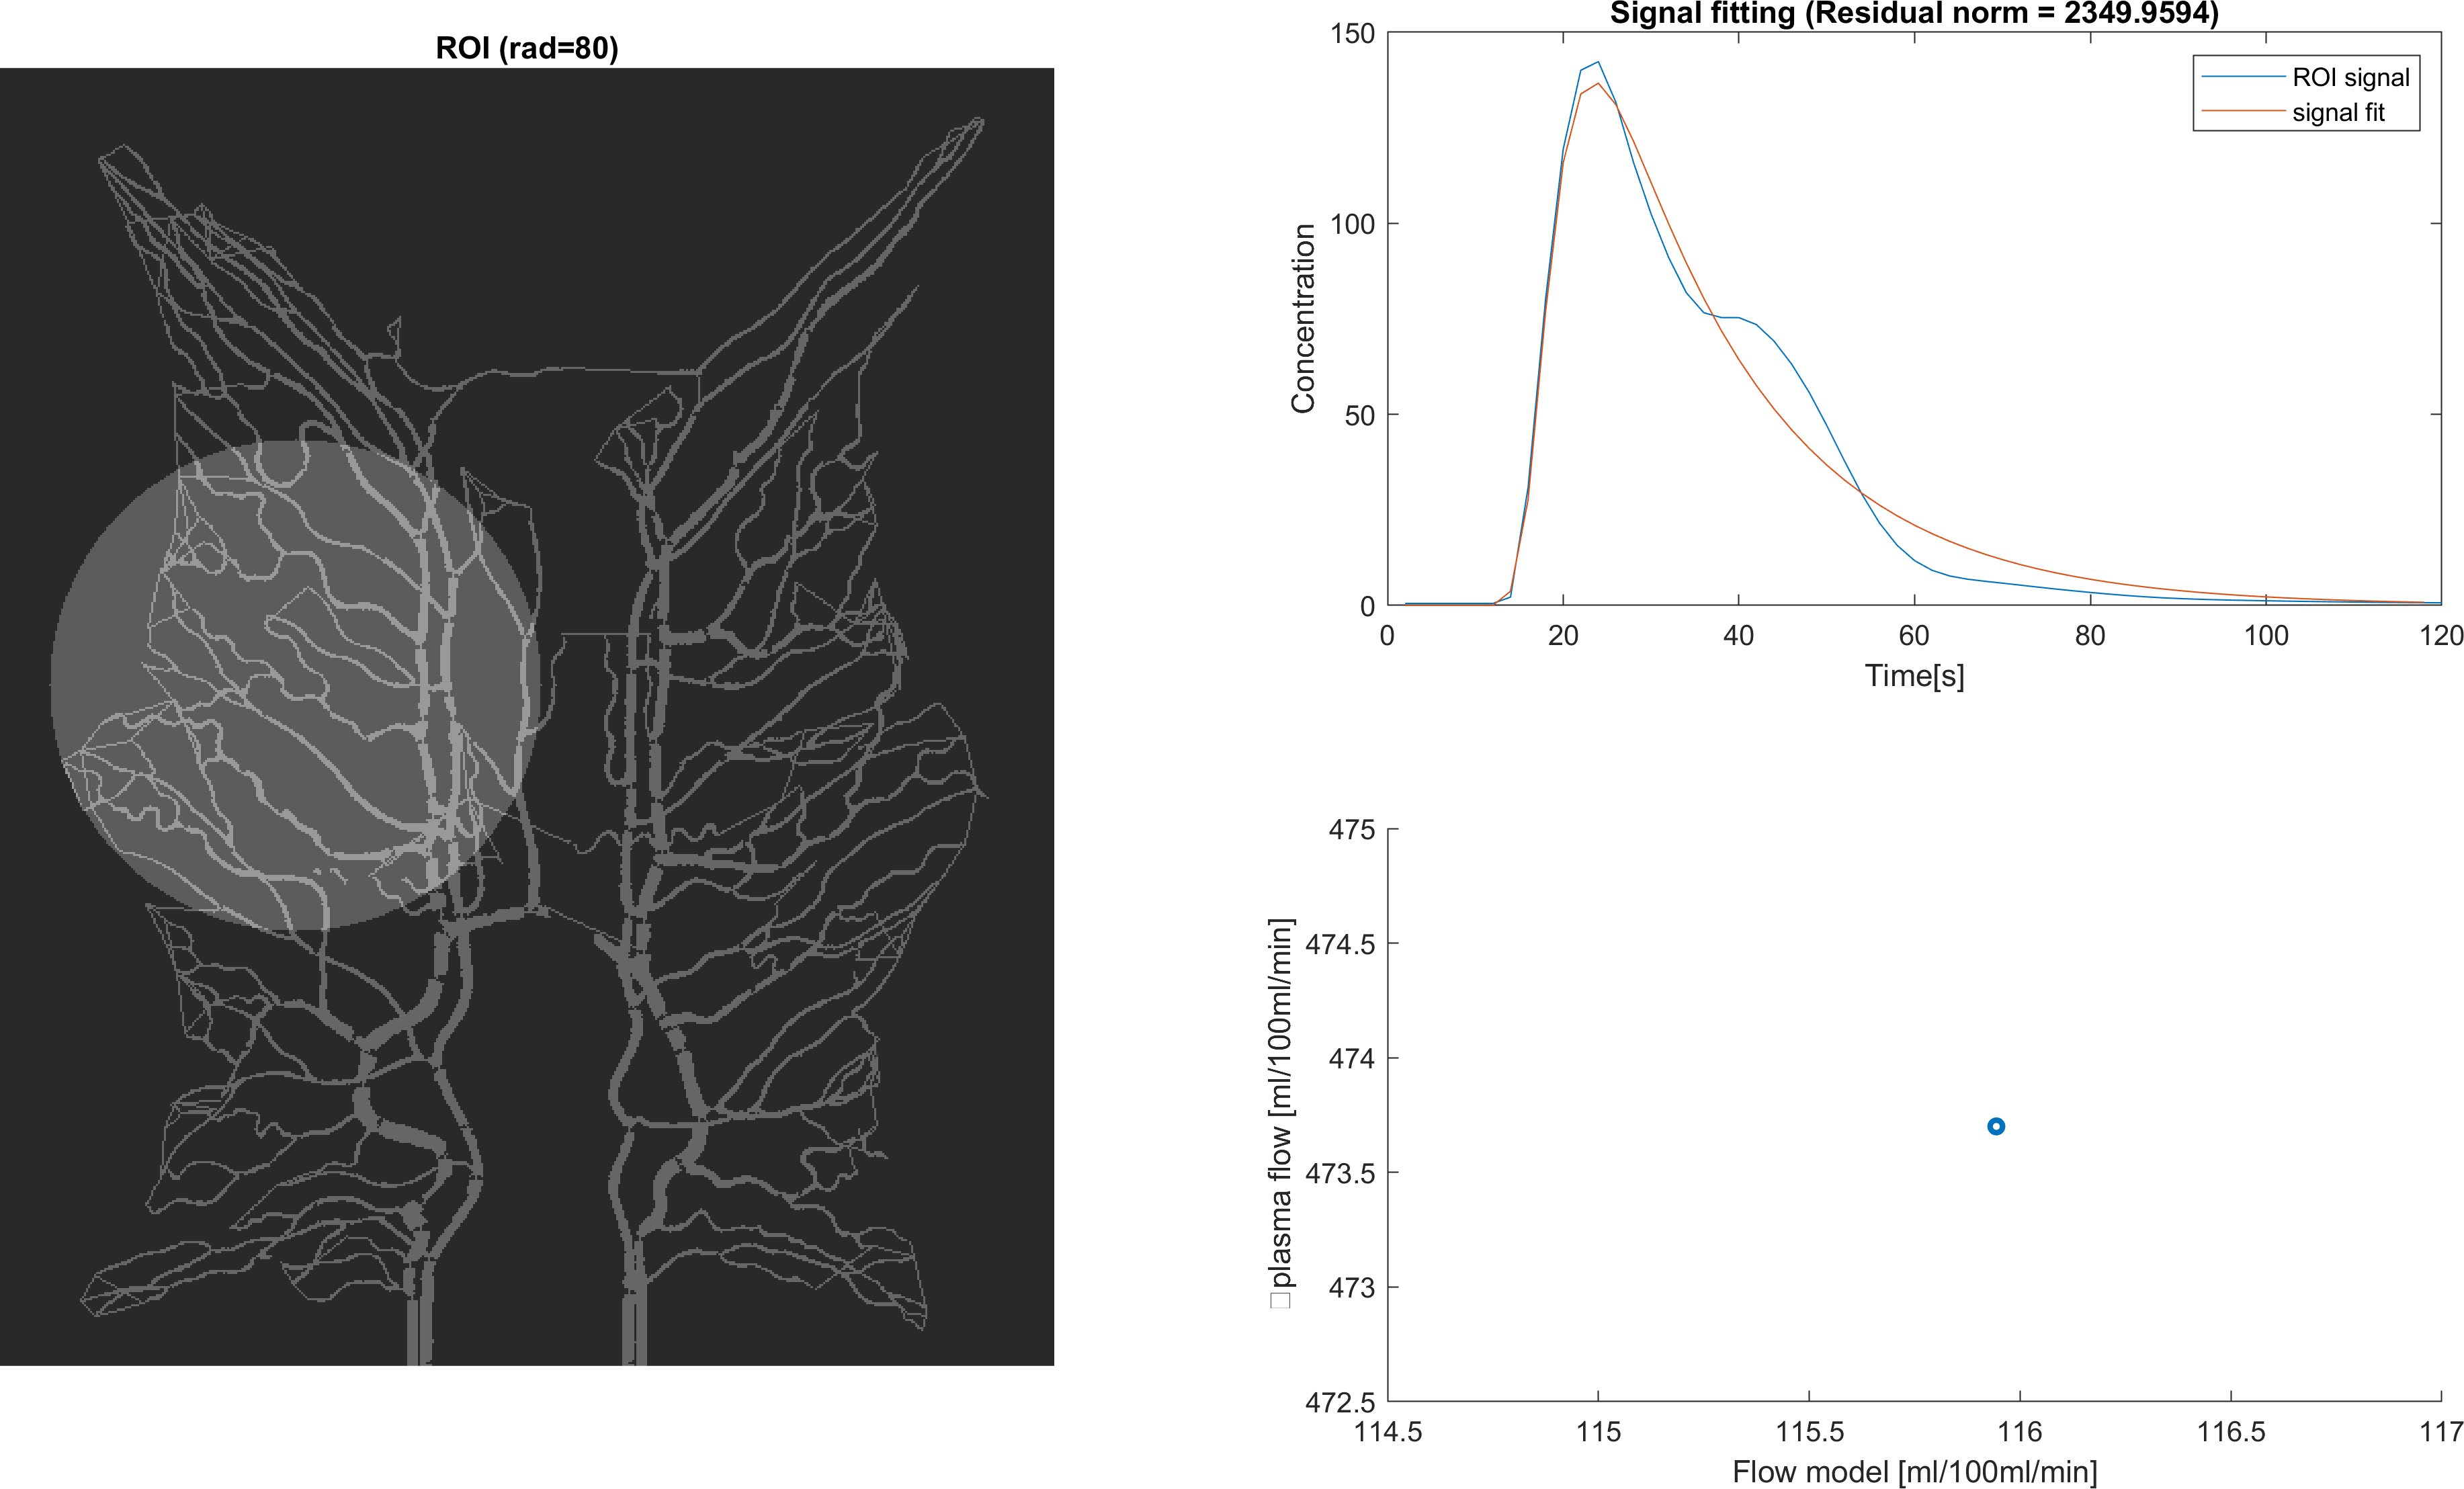 ROI (rad=80)
Signal fitting (Residual norm = 2349.9594)
150
100
50
0
Concentration
ROI signal
signal fit
0 20 40 60 80 100 120
Time[s]
475
474.5
474
473.5
473
472.5
□plasma flow [ml/100ml/min]
114.5 115 115.5 116 116.5 117
Flow model [ml/100ml/min]